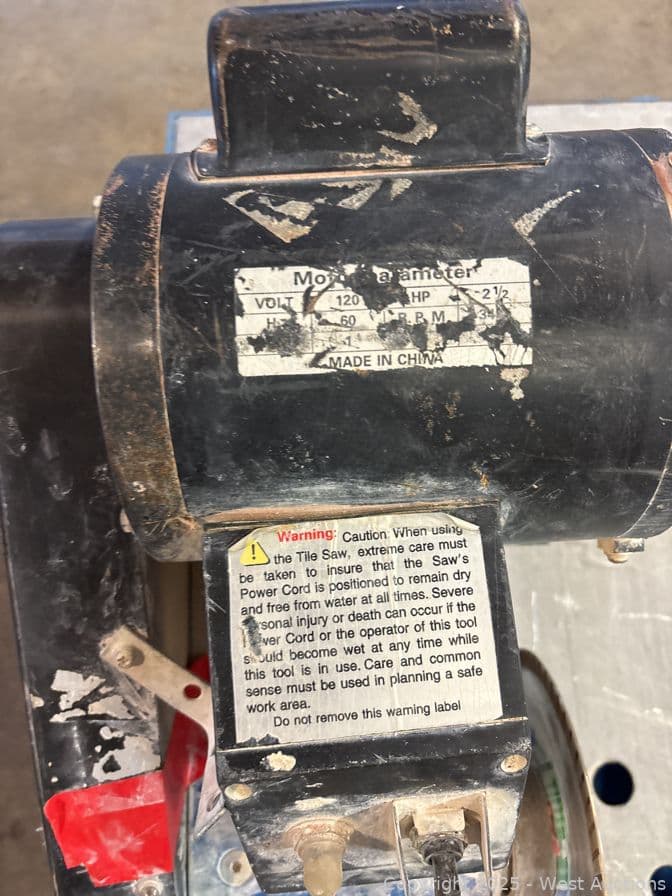 VOLT 120 HP 2 1/2
60 R.P.M
1
MADE IN CHINA
Warning: Caution: When using
the Tile Saw, extreme care must
be taken to insure that the Saw's
Power Cord is positioned to remain dry
and free from water at all times. Severe
injury or death can occur if the
Cord or the operator of this tool
should become wet at any time while
this tool is in use. Care and common
sense must be used in planning a safe
work area.
Do not remove this warning label
Copyright 2025 - West Auctions